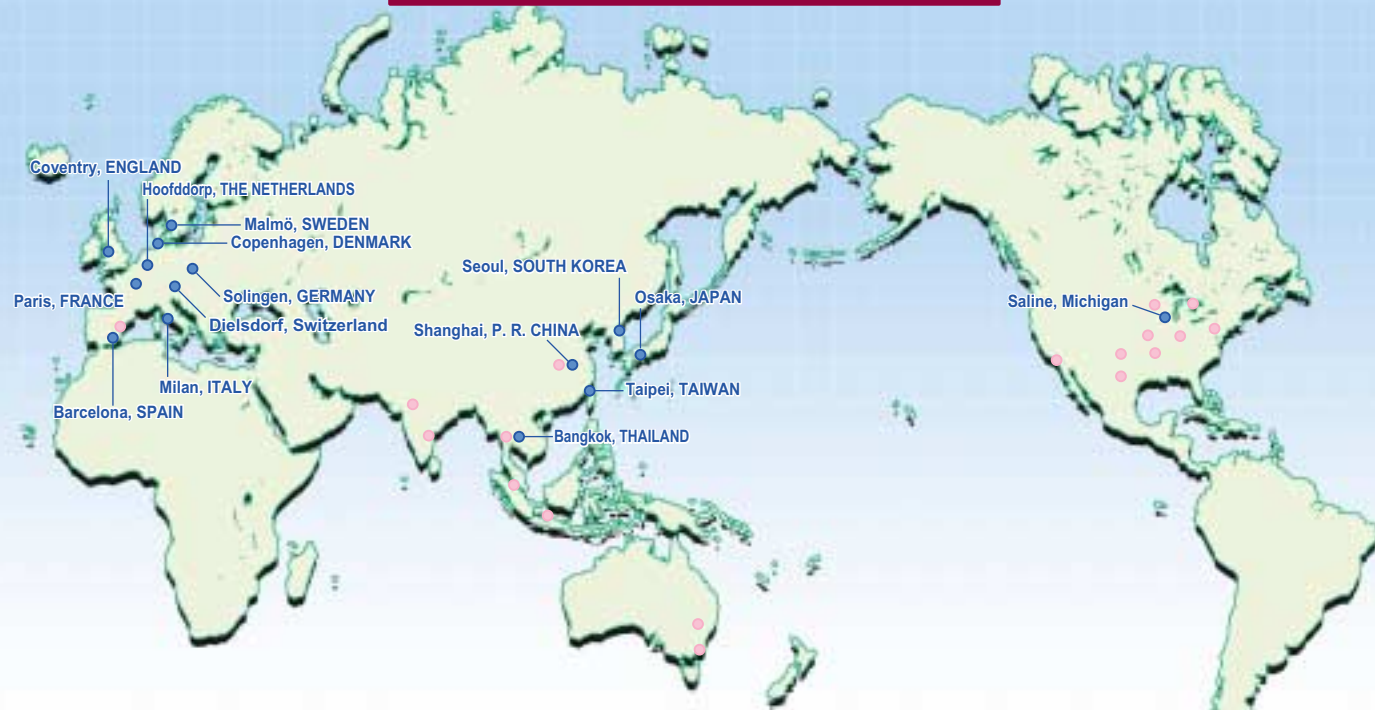 Coventry, ENGLAND
Hoofddorp, THE NETHERLANDS
Malmö, SWEDEN
Copenhagen, DENMARK
Seoul, SOUTH KOREA
Solingen, GERMANY
Osaka, JAPAN
Paris, FRANCE
Saline, Michigan
Dielsdorf, Switzerland
Shanghai, P. R. CHINA
Milan, ITALY
Taipei, TAIWAN
Barcelona, SPAIN
Bangkok, THAILAND